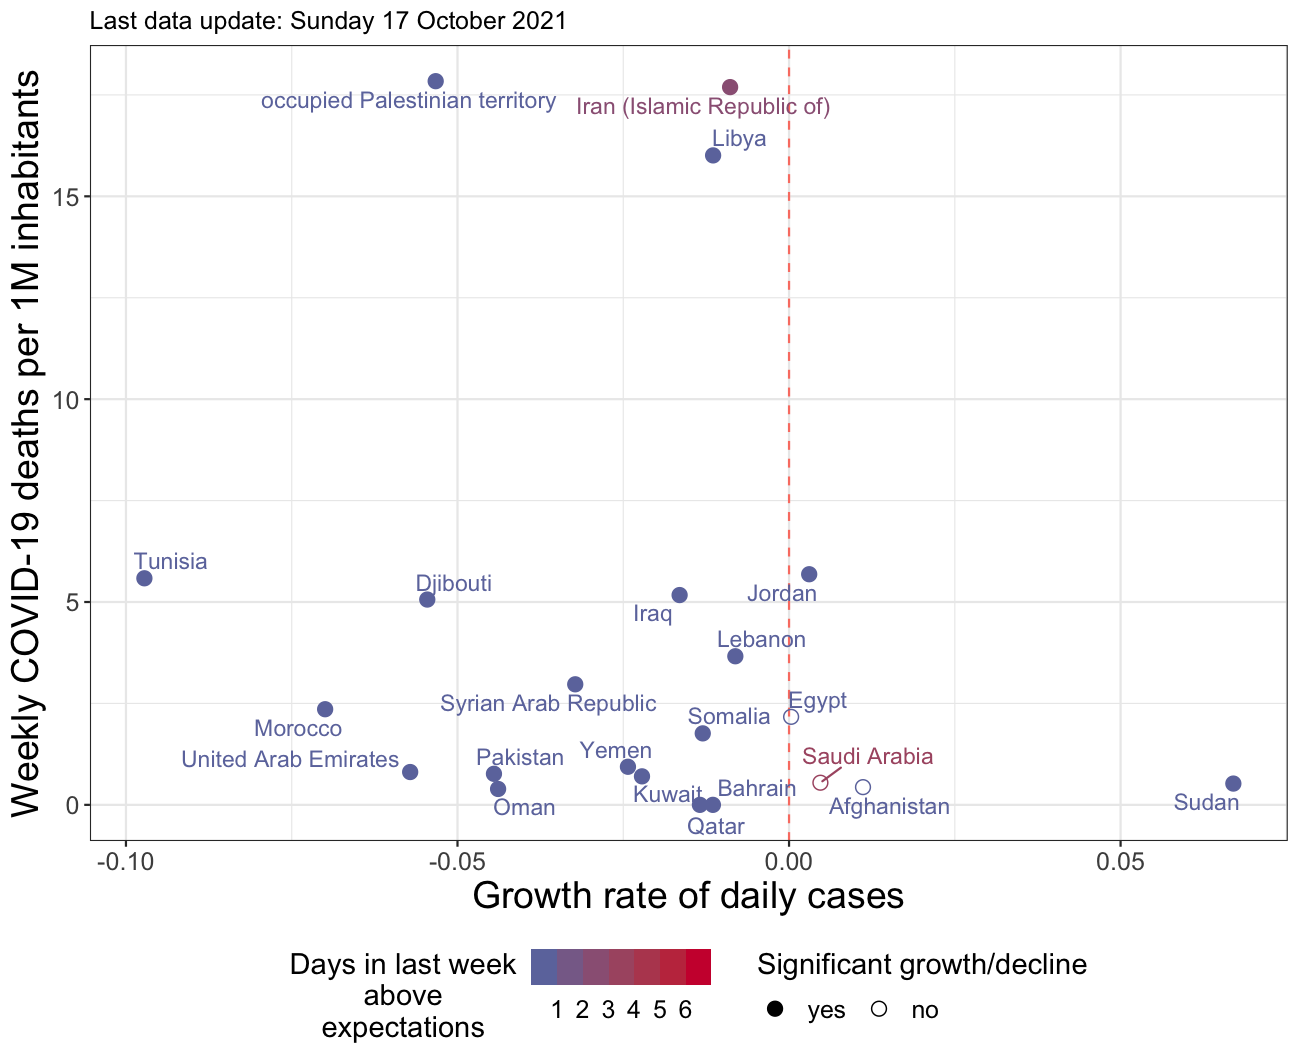 Last data update: Sunday 17 October 2021
Weekly COVID-19 deaths per 1M inhabitants
15
10
5
0
occupied Palestinian territory
Iran (Islamic Republic of)
Libya
Tunisia
Djibouti
Iraq
Jordan
Lebanon
Syrian Arab Republic
Egypt
Morocco
Somalia
United Arab Emirates
Pakistan
Yemen
Saudi Arabia
Oman
Kuwait
Bahrain
Afghanistan
Sudan
Qatar
-0.10
-0.05
0.00
0.05
Growth rate of daily cases
Days in last week
above
expectations
1 2 3 4 5 6
Significant growth/decline
yes
no